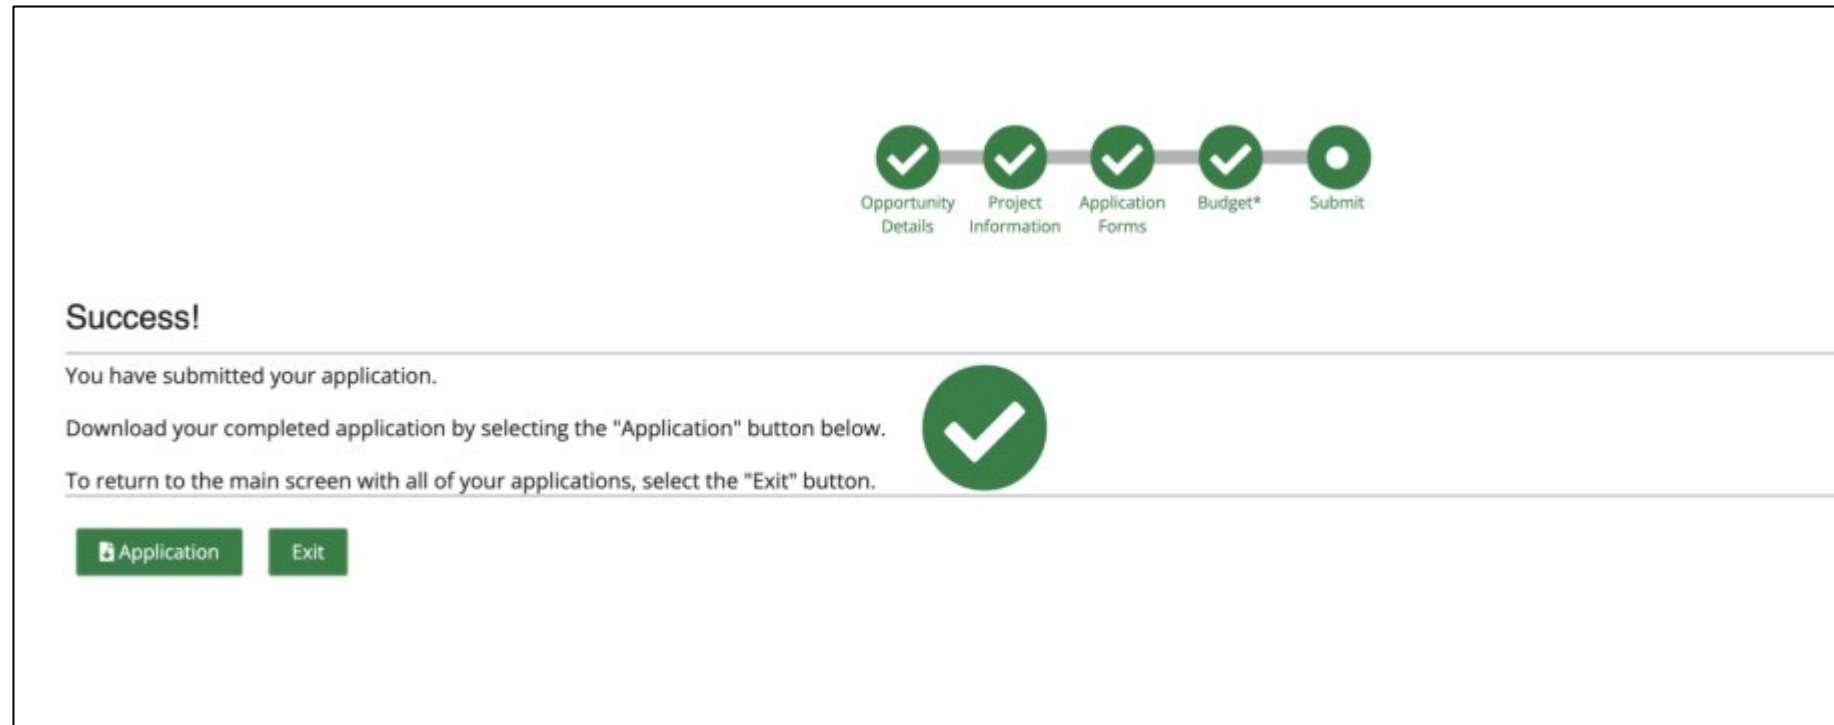 Opportunity Details
Project Information
Application Forms
Budget*
Submit
Success!
You have submitted your application.
Download your completed application by selecting the "Application" button below.
To return to the main screen with all of your applications, select the "Exit" button.
Application
Exit